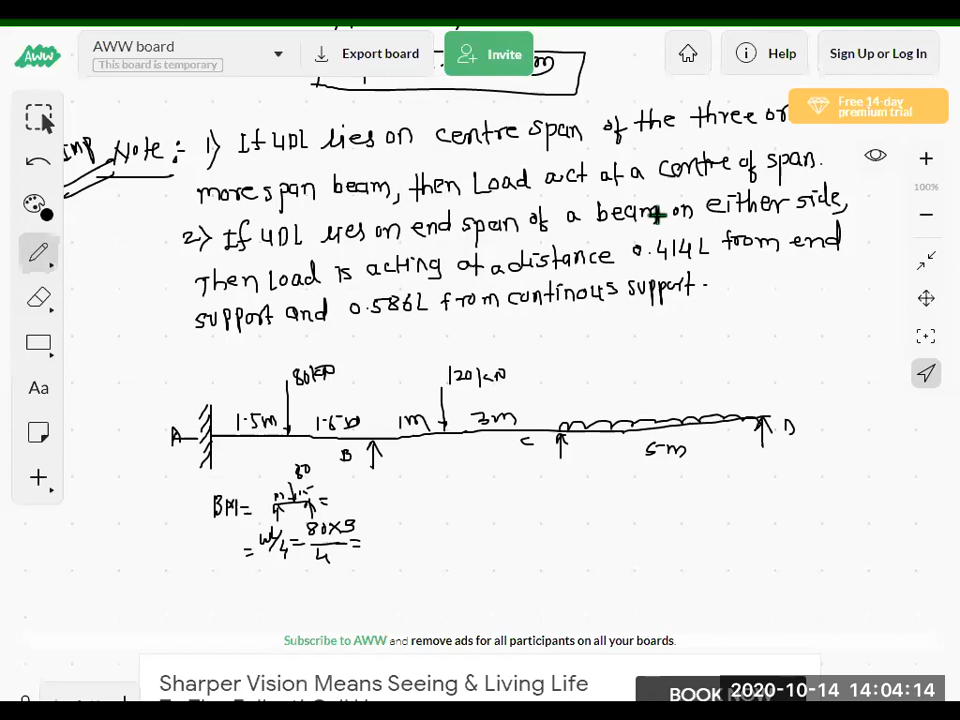 AWW board
This board is temporary
Export board
Invite
Help
Sign Up or Log In
Free 14-day
premium trial
Imp Note :- 1) If UDL lies on centre span of the three or
more span beam, then Load act at a centre of span.
2) If UDL lies on end span of a beam on either side,
Then Load is acting at a distance 0.414L from end
support and 0.586L from continous support.
100%
Aa
80kN
120kN
A
1.5m
1.5m
B
1m
3m
C
5m
D
80
BM =
=
= WL/4 = 80×3/4 =
Subscribe to AWW and remove ads for all participants on all your boards.
Sharper Vision Means Seeing & Living Life
BOOK NOW
2020-10-14 14:04:14